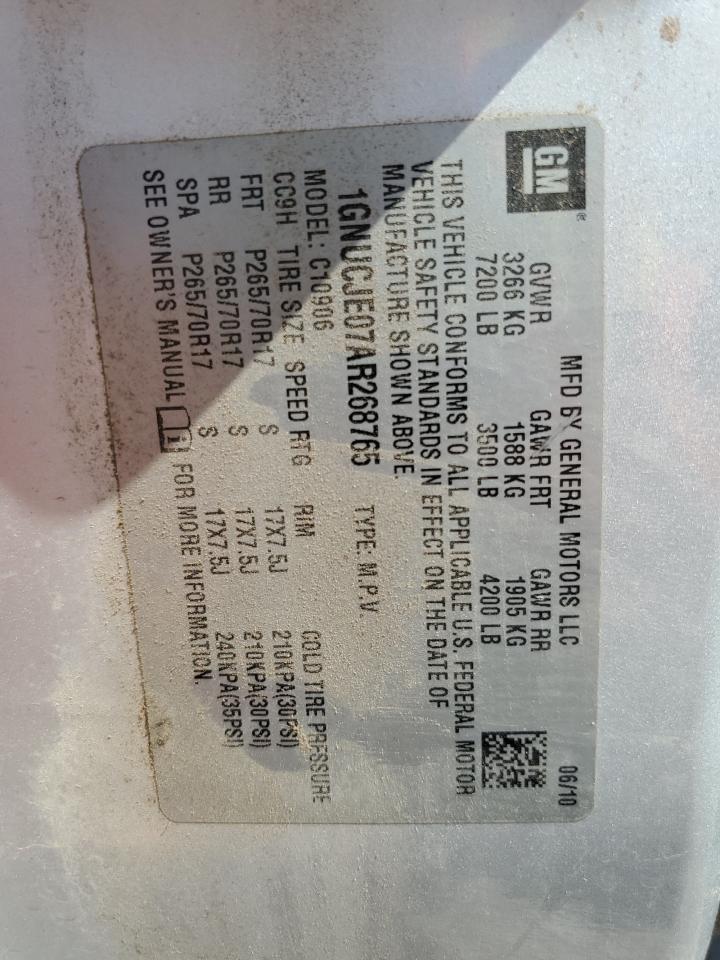 GM ®
MFD BY GENERAL MOTORS LLC 06/10
GVWR GAWR FRT GAWR RR
3266 KG 1588 KG 1905 KG
7200 LB 3500 LB 4200 LB
THIS VEHICLE CONFORMS TO ALL APPLICABLE U.S. FEDERAL MOTOR
VEHICLE SAFETY STANDARDS IN EFFECT ON THE DATE OF
MANUFACTURE SHOWN ABOVE.
1GNUCJE07AR268765 TYPE: M.P.V.
MODEL: C10906
CC9H TIRE SIZE SPEED RTG RIM COLD TIRE PRESSURE
FRT P265/70R17 S 17X7.5J 210KPA(30PSI)
RR P265/70R17 S 17X7.5J 210KPA(30PSI)
SPA P265/70R17 S 17X7.5J 240KPA(35PSI)
SEE OWNER'S MANUAL i FOR MORE INFORMATION.